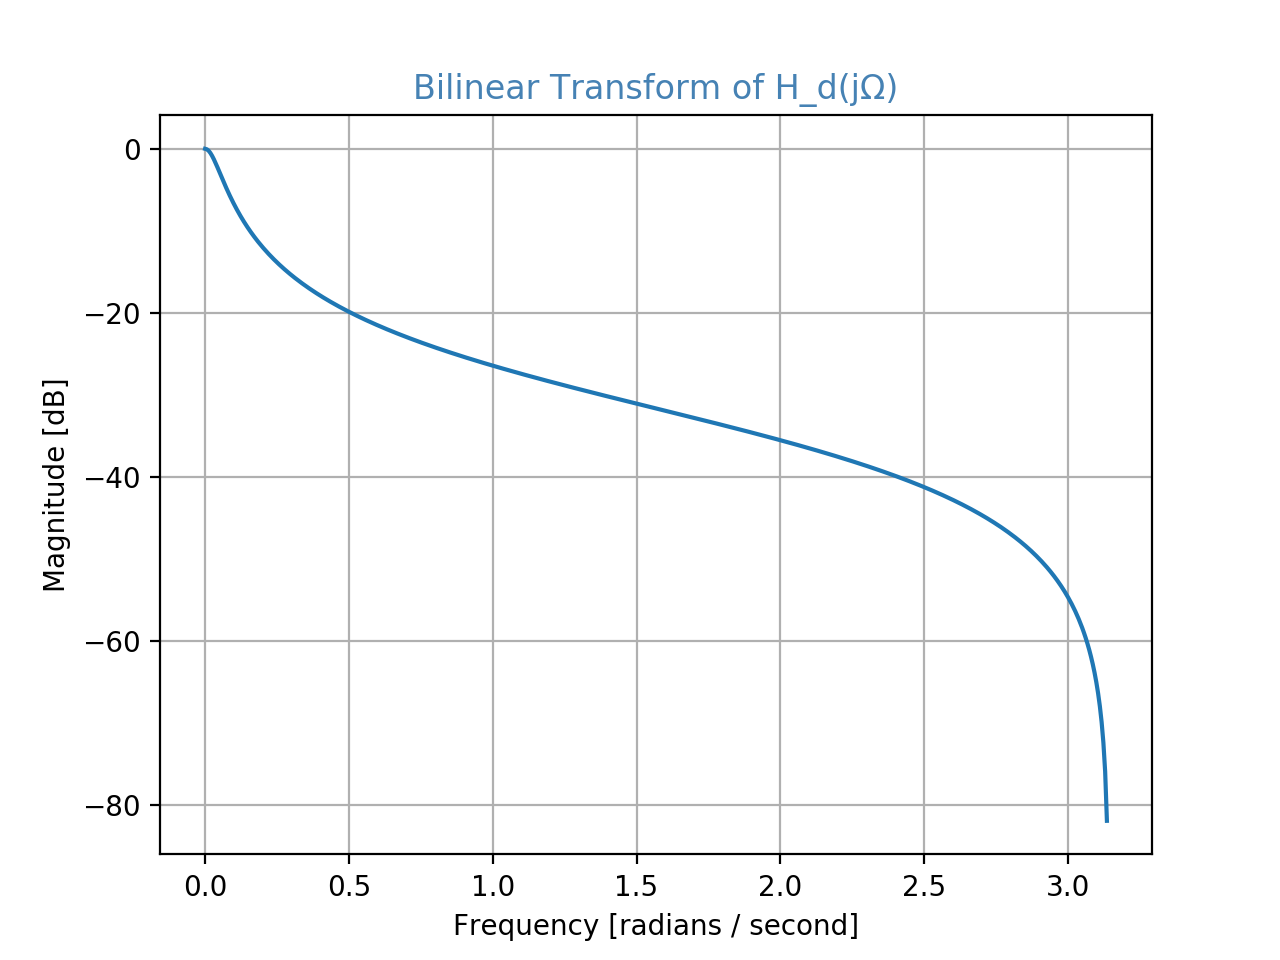 Bilinear Transform of H_d(jΩ)
0
−20
−40
−60
−80
Magnitude [dB]
0.0 0.5 1.0 1.5 2.0 2.5 3.0
Frequency [radians / second]